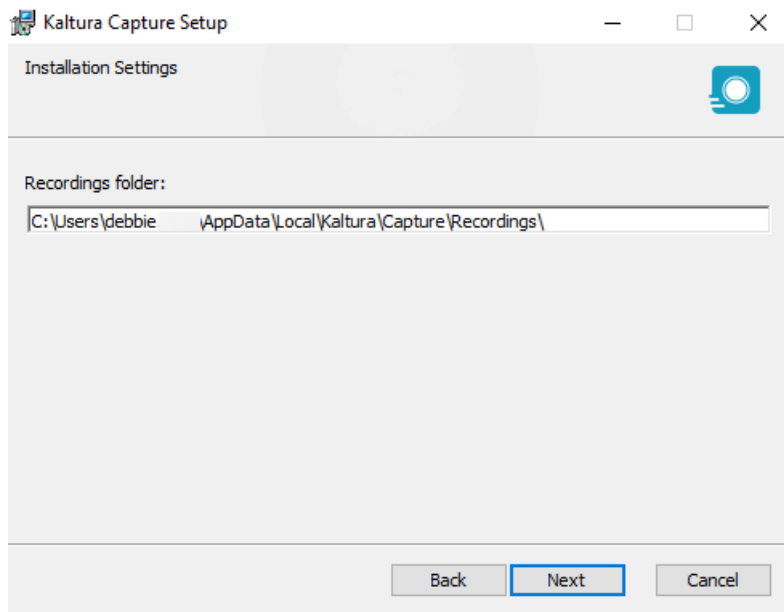 Kaltura Capture Setup
Installation Settings
Recordings folder:
C:\Users\debbie \AppData\Local\Kaltura\Capture\Recordings\
Back Next Cancel